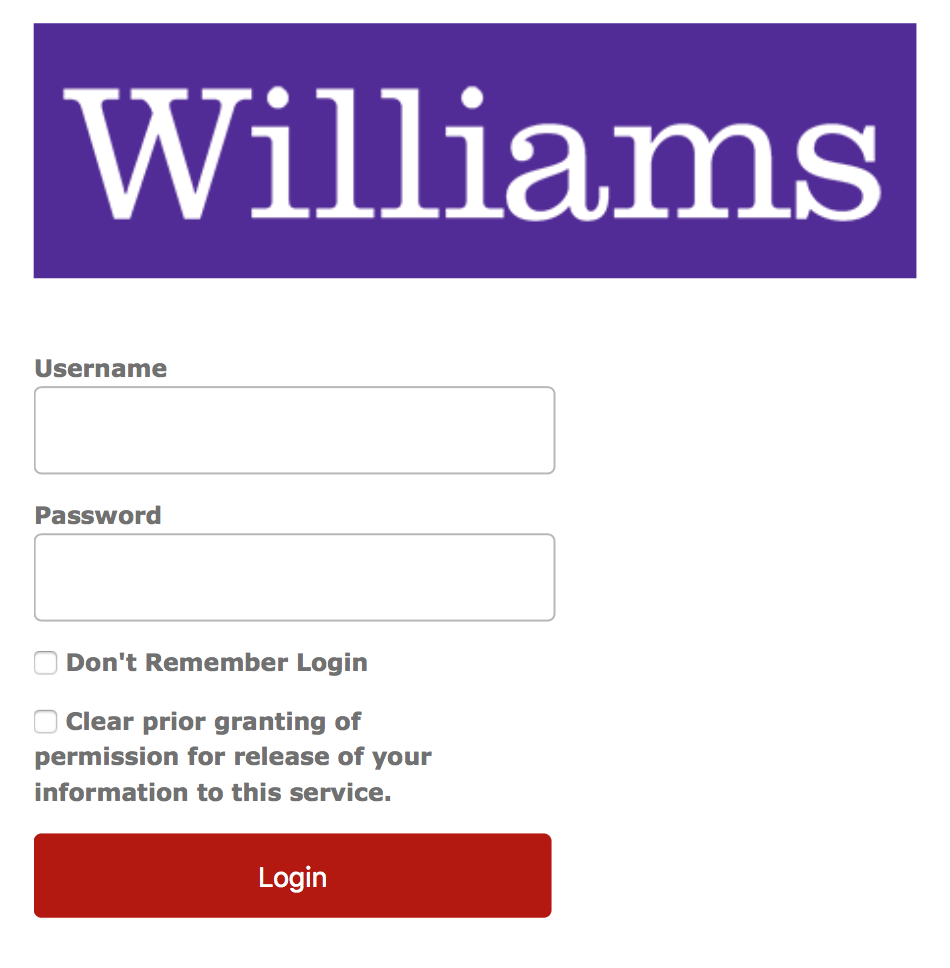 Williams
Username
Password
Don't Remember Login
Clear prior granting of
permission for release of your
information to this service.
Login